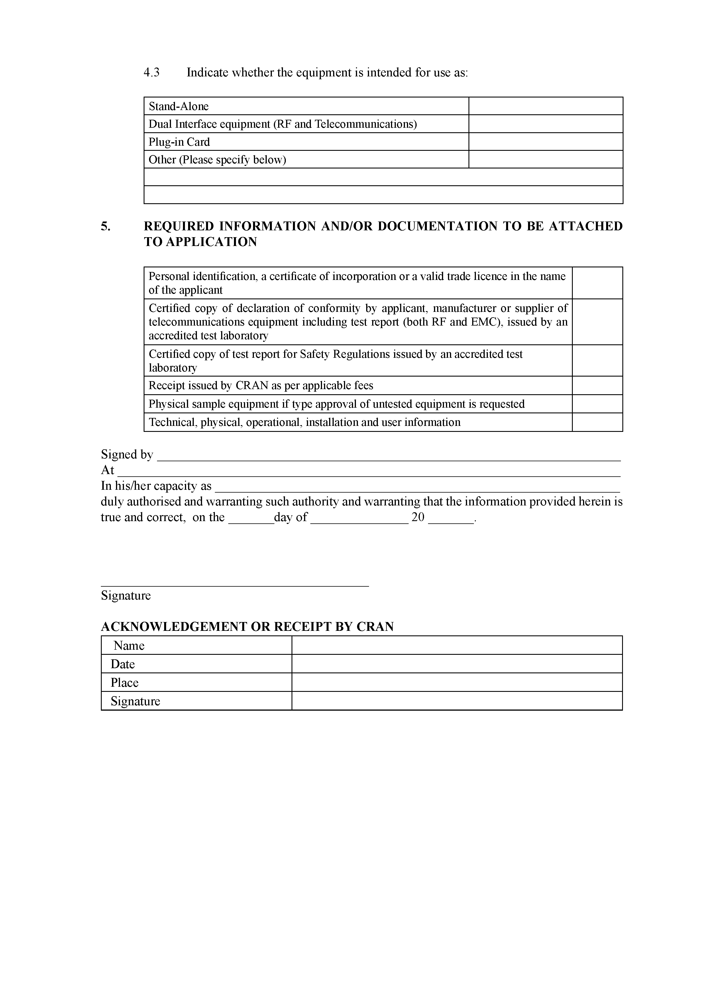 4.3 Indicate whether the equipment is intended for use as:
Stand-Alone
Dual Interface equipment (RF and Telecommunications)
Plug-in Card
Other (Please specify below)
5. REQUIRED INFORMATION AND/OR DOCUMENTATION TO BE ATTACHED
TO APPLICATION
Personal identification, a certificate of incorporation or a valid trade licence in the name
of the applicant
Certified copy of declaration of conformity by applicant, manufacturer or supplier of
telecommunications equipment including test report (both RF and EMC), issued by an
accredited test laboratory
Certified copy of test report for Safety Regulations issued by an accredited test
laboratory
Receipt issued by CRAN as per applicable fees
Physical sample equipment if type approval of untested equipment is requested
Technical, physical, operational, installation and user information
Signed by ______________________________
At ______________________________
In his/her capacity as ______________________________
duly authorised and warranting such authority and warranting that the information provided herein is
true and correct, on the _______day of _______________ 20 _______.
Signature
ACKNOWLEDGEMENT OR RECEIPT BY CRAN
Name
Date
Place
Signature